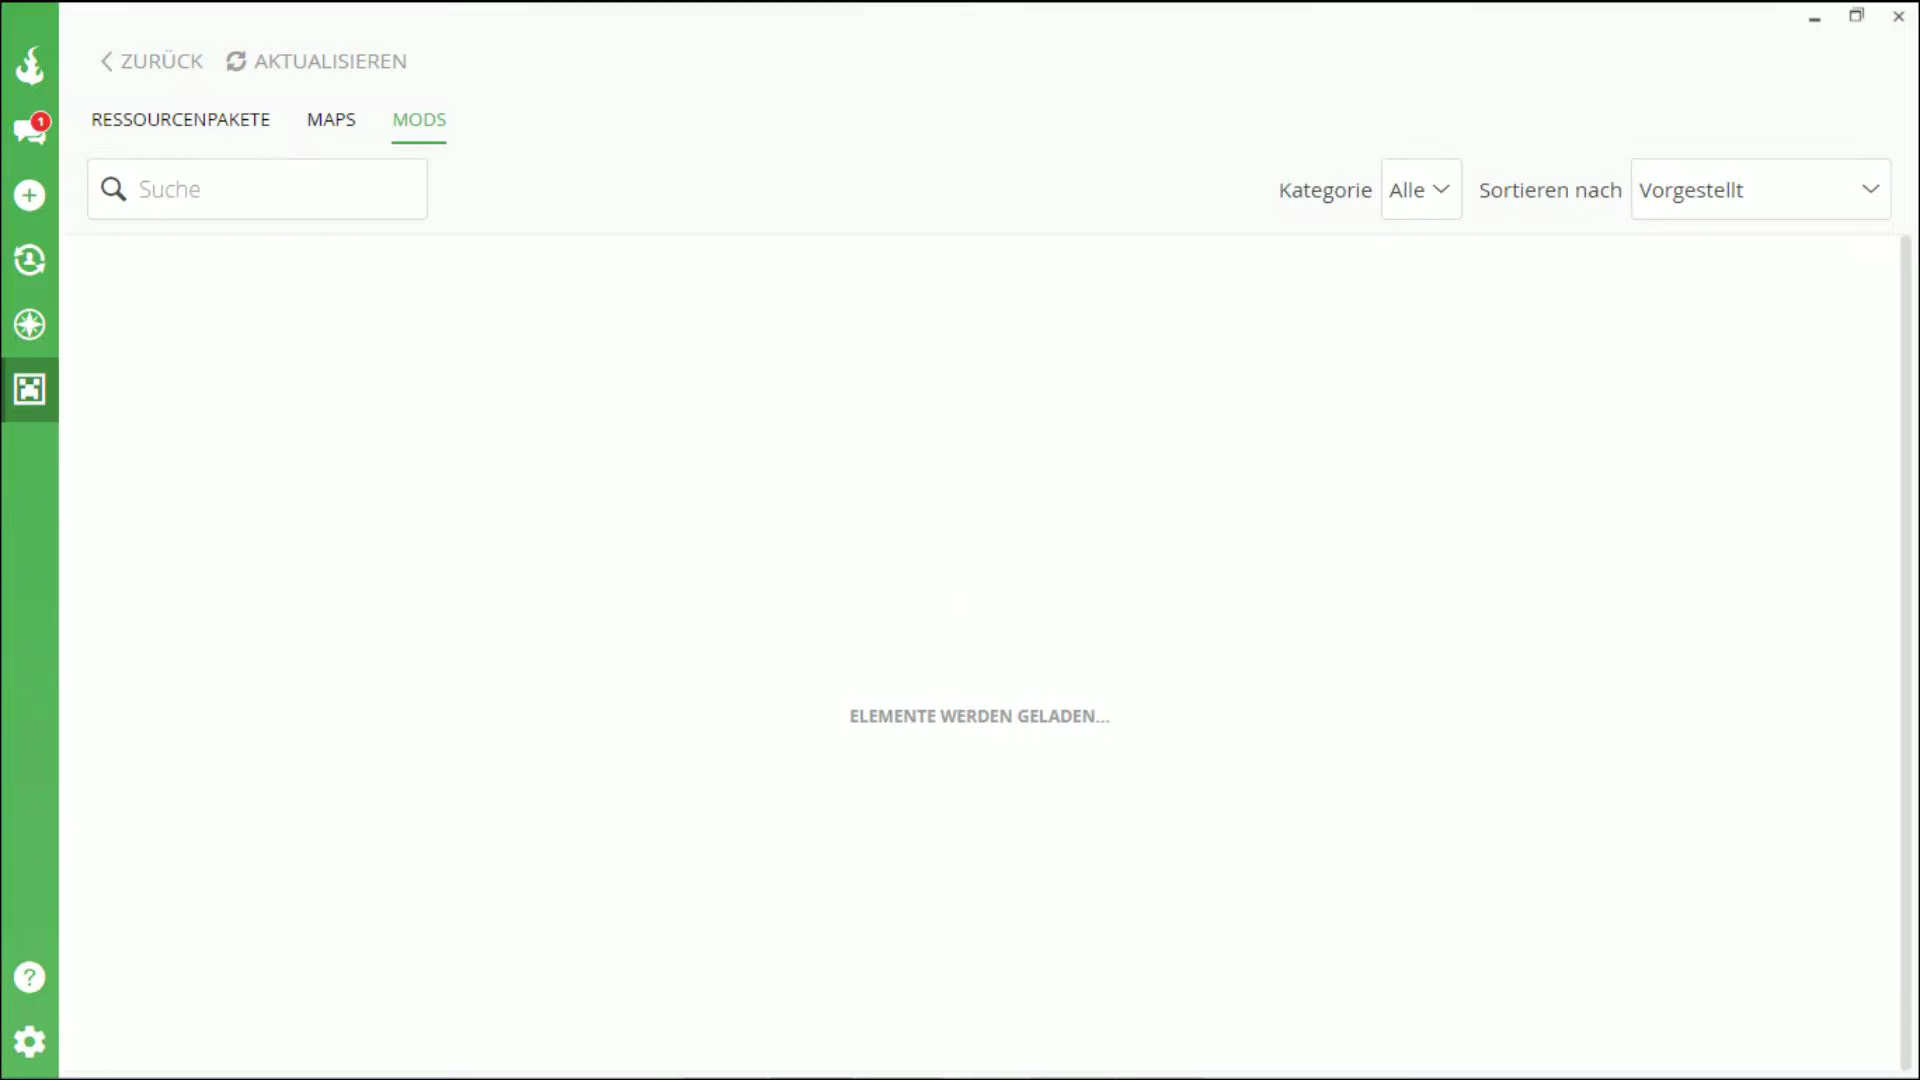 ZURÜCK AKTUALISIEREN
RESSOURCENPAKETE MAPS MODS
1
Suche Kategorie Alle Sortieren nach Vorgestellt
ELEMENTE WERDEN GELADEN...